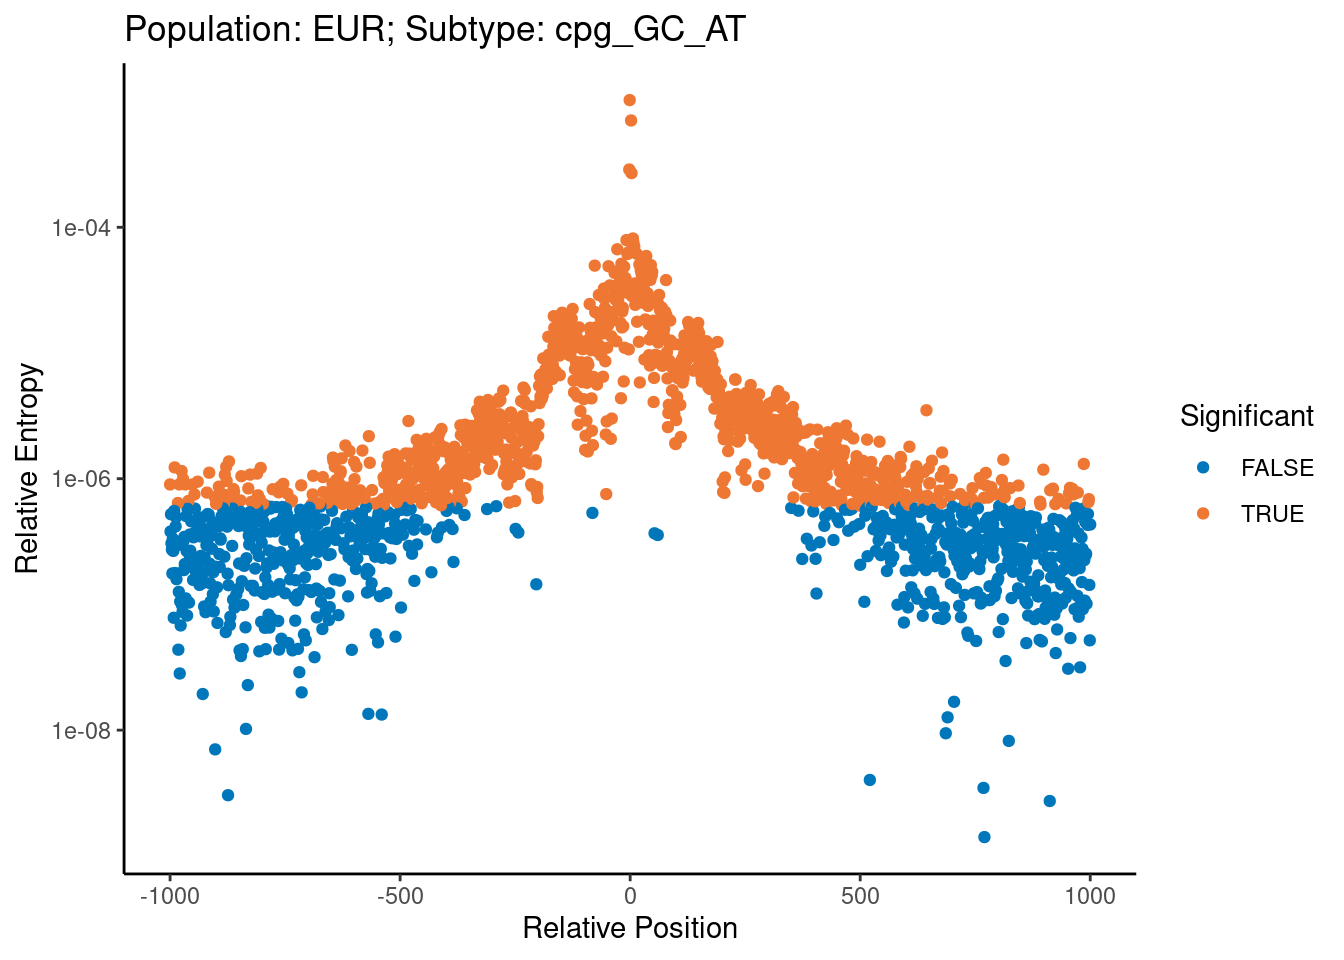 Population: EUR; Subtype: cpg_GC_AT
Relative Entropy
1e-04
1e-06
1e-08
-1000
-500
0
500
1000
Relative Position
Significant
FALSE
TRUE